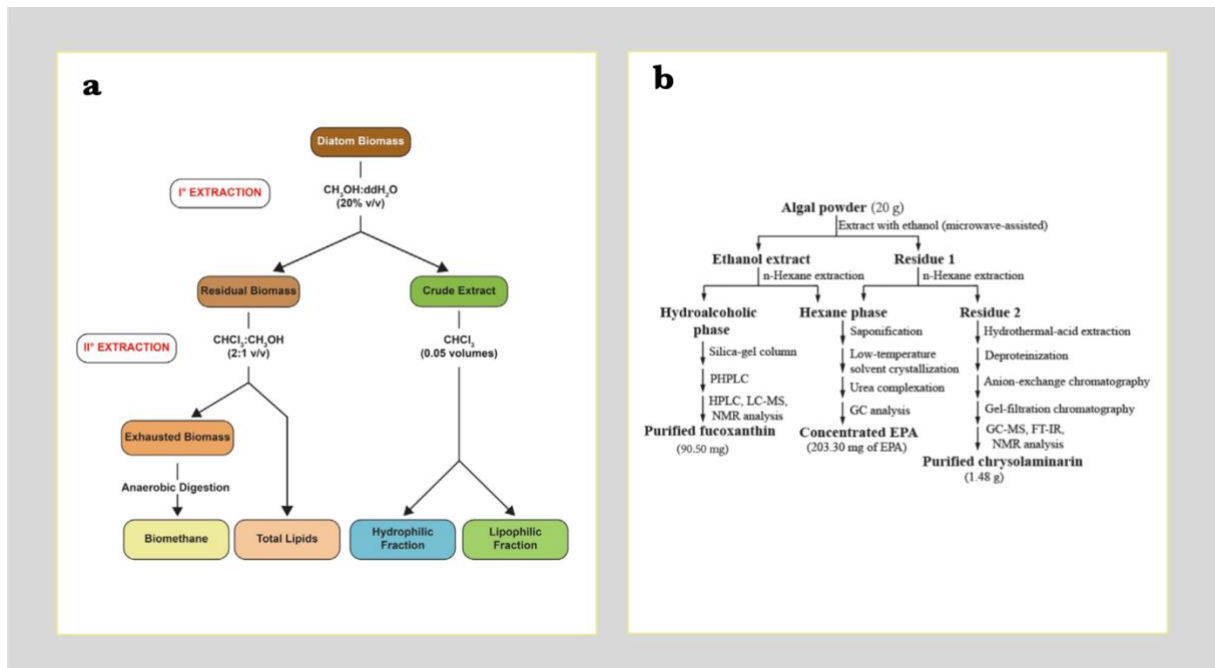 a
Diatom Biomass
I° EXTRACTION
CH₃OH:ddH₂O
(20% v/v)
Residual Biomass
Crude Extract
II° EXTRACTION
CHCl₃:CH₃OH
(2:1 v/v)
CHCl₃
(0.05 volumes)
Exhausted Biomass
Anaerobic Digestion
Biomethane
Total Lipids
Hydrophilic
Fraction
Lipophilic
Fraction
b
Algal powder (20 g)
Extract with ethanol (microwave-assisted)
Ethanol extract
Residue 1
n-Hexane extraction
n-Hexane extraction
Hydroalcoholic
phase
Hexane phase
Residue 2
Silica-gel column
PHPLC
HPLC, LC-MS,
NMR analysis
Purified fucoxanthin
(90.50 mg)
Saponification
Low-temperature
solvent crystallization
Urea complexation
GC analysis
Concentrated EPA
(203.30 mg of EPA)
Hydrothermal-acid extraction
Deproteinization
Anion-exchange chromatography
Gel-filtration chromatography
GC-MS, FT-IR,
NMR analysis
Purified chrysolaminarin
(1.48 g)